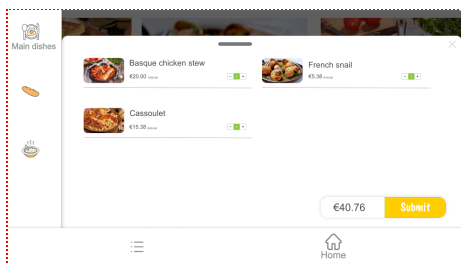 Main dishes
Basque chicken stew
€20.00
French snail
€5.38
Cassoulet
€15.38
€40.76
Submit
Home